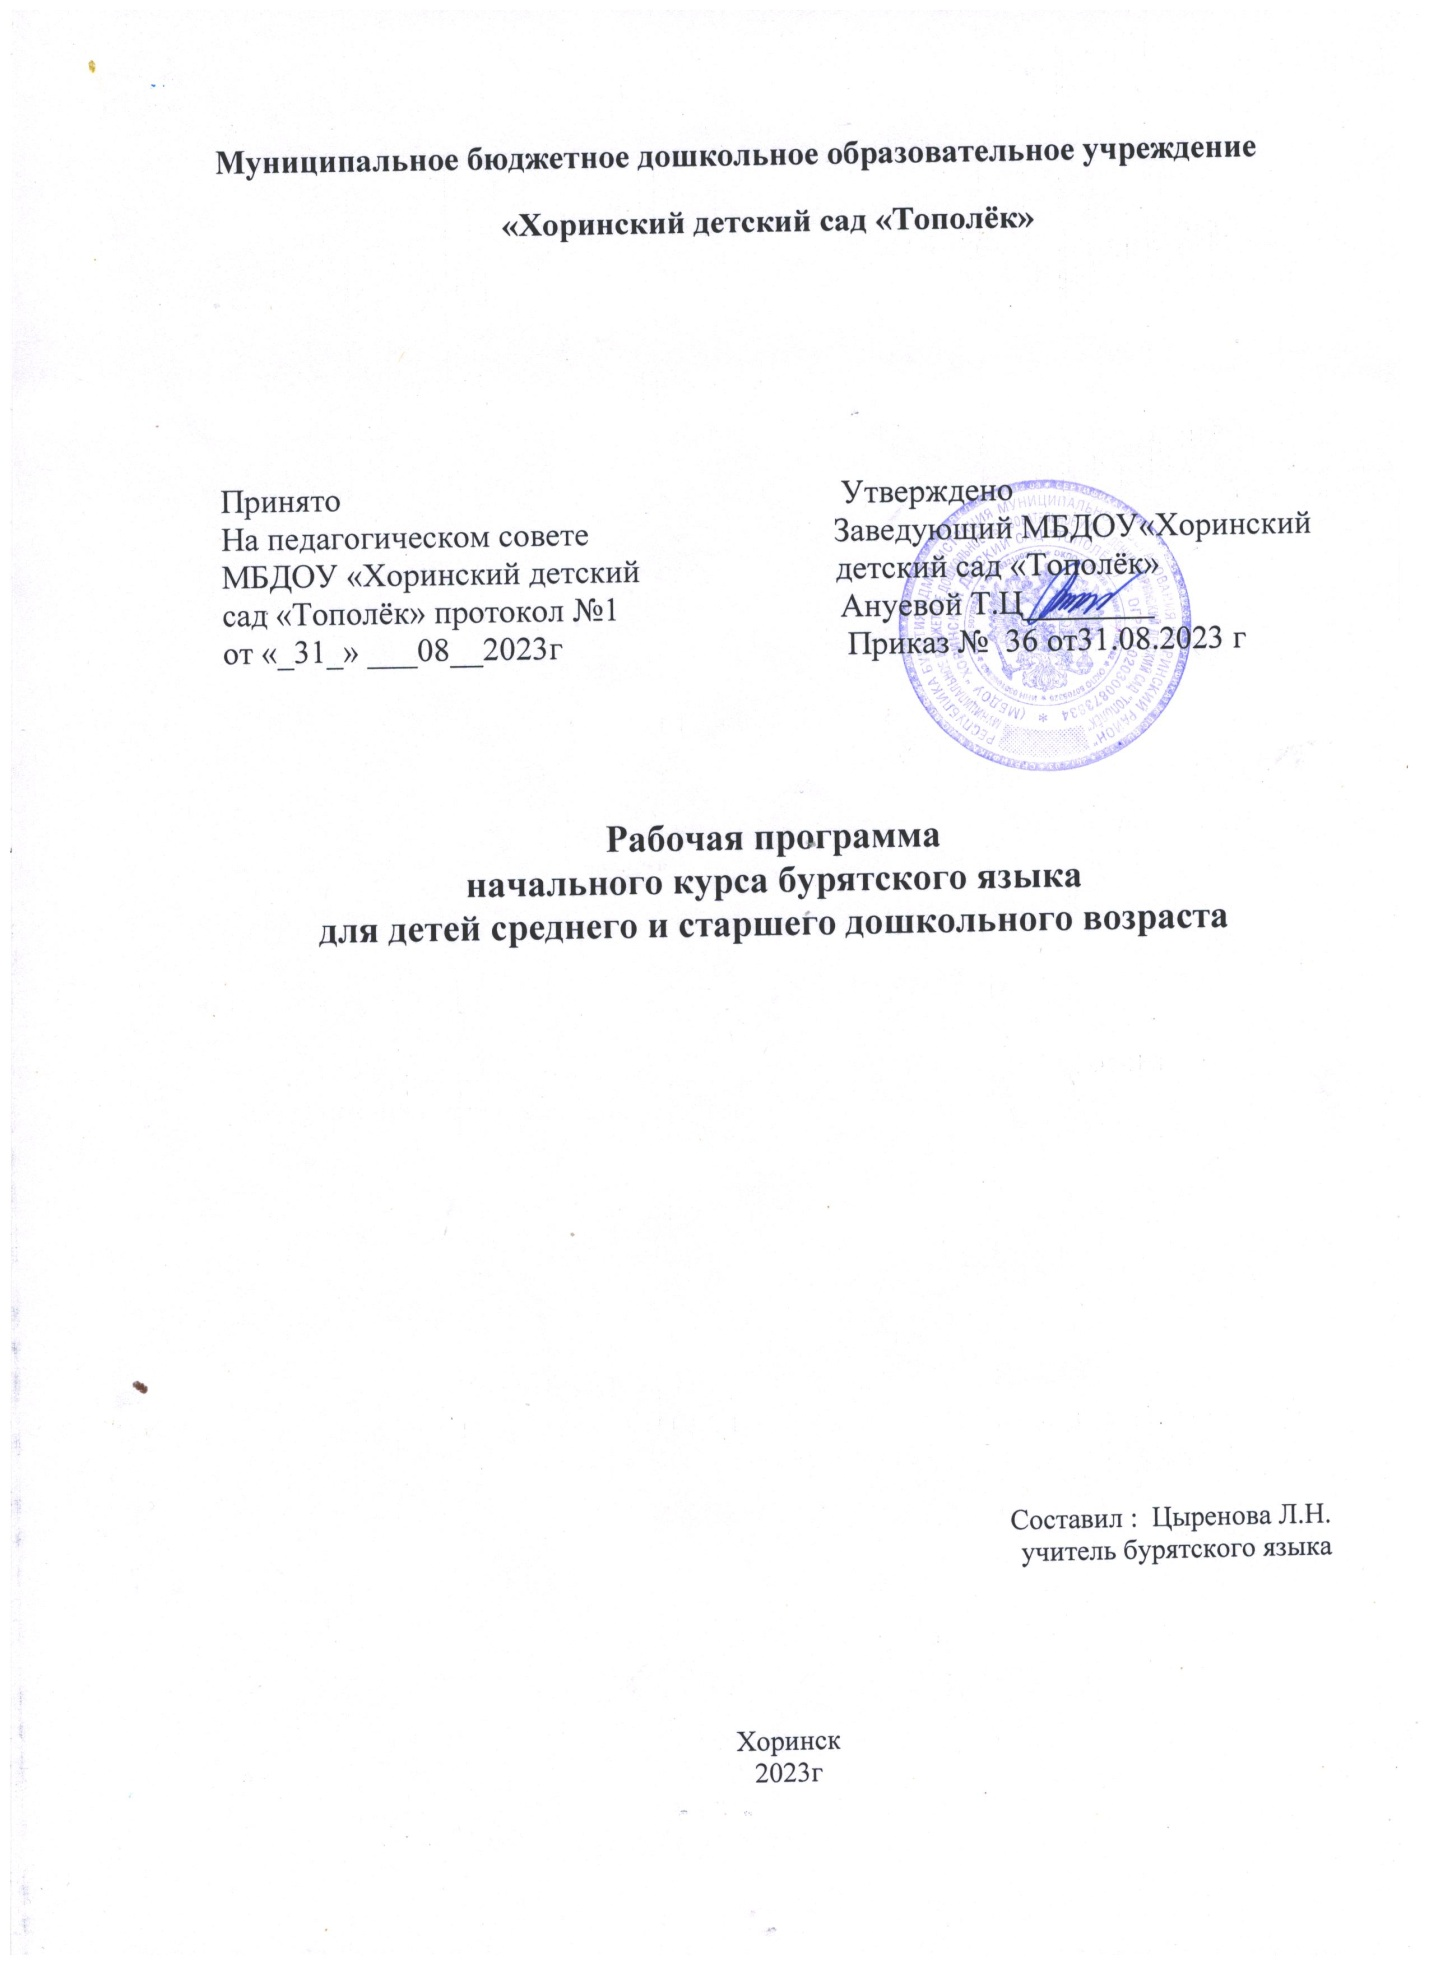 Муниципальное бюджетное дошкольное образовательное учреждение
«Хоринский детский сад «Тополёк»
Принято
На педагогическом совете
МБДОУ «Хоринский детский
сад «Тополёк» протокол №1
от «_31_» ___08__2023г
Утверждено
Заведующий МБДОУ«Хоринский
детский сад «Тополёк»
Ануевой Т.Ц________
Приказ № 36 от31.08.2023 г
Рабочая программа
начального курса бурятского языка
для детей среднего и старшего дошкольного возраста
Составил : Цыренова Л.Н.
учитель бурятского языка
Хоринск
2023г